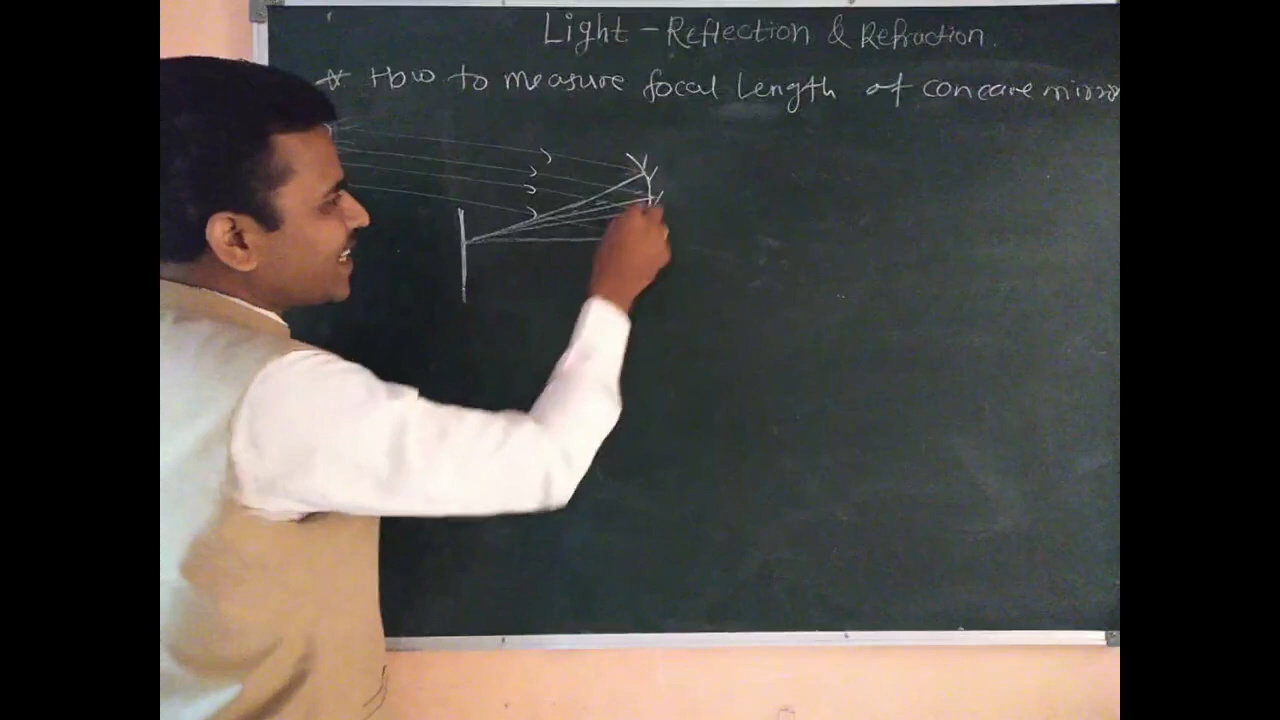 Light - Reflection & Refraction.
* How to measure focal length of concave mirror